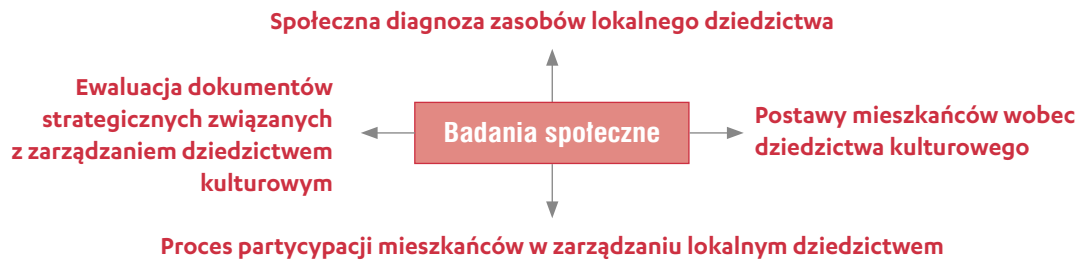 Społeczna diagnoza zasobów lokalnego dziedzictwa
Ewaluacja dokumentów
strategicznych związanych
z zarządzaniem dziedzictwem
kulturowym
Badania społeczne
Postawy mieszkańców wobec
dziedzictwa kulturowego
Proces partycypacji mieszkańców w zarządzaniu lokalnym dziedzictwem